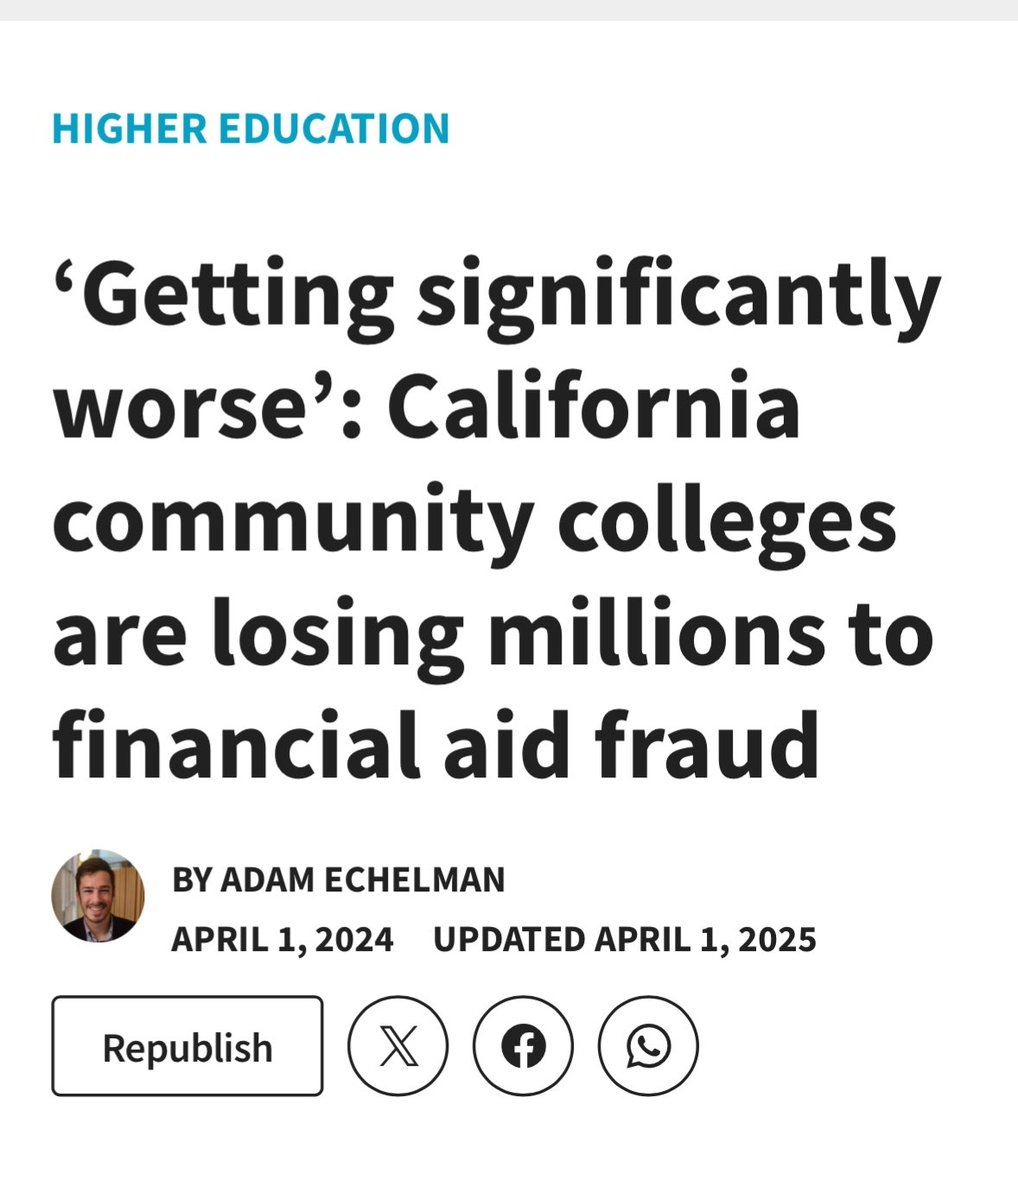 HIGHER EDUCATION
‘Getting significantly
worse’: California
community colleges
are losing millions to
financial aid fraud
BY ADAM ECHELMAN
APRIL 1, 2024 UPDATED APRIL 1, 2025
Republish